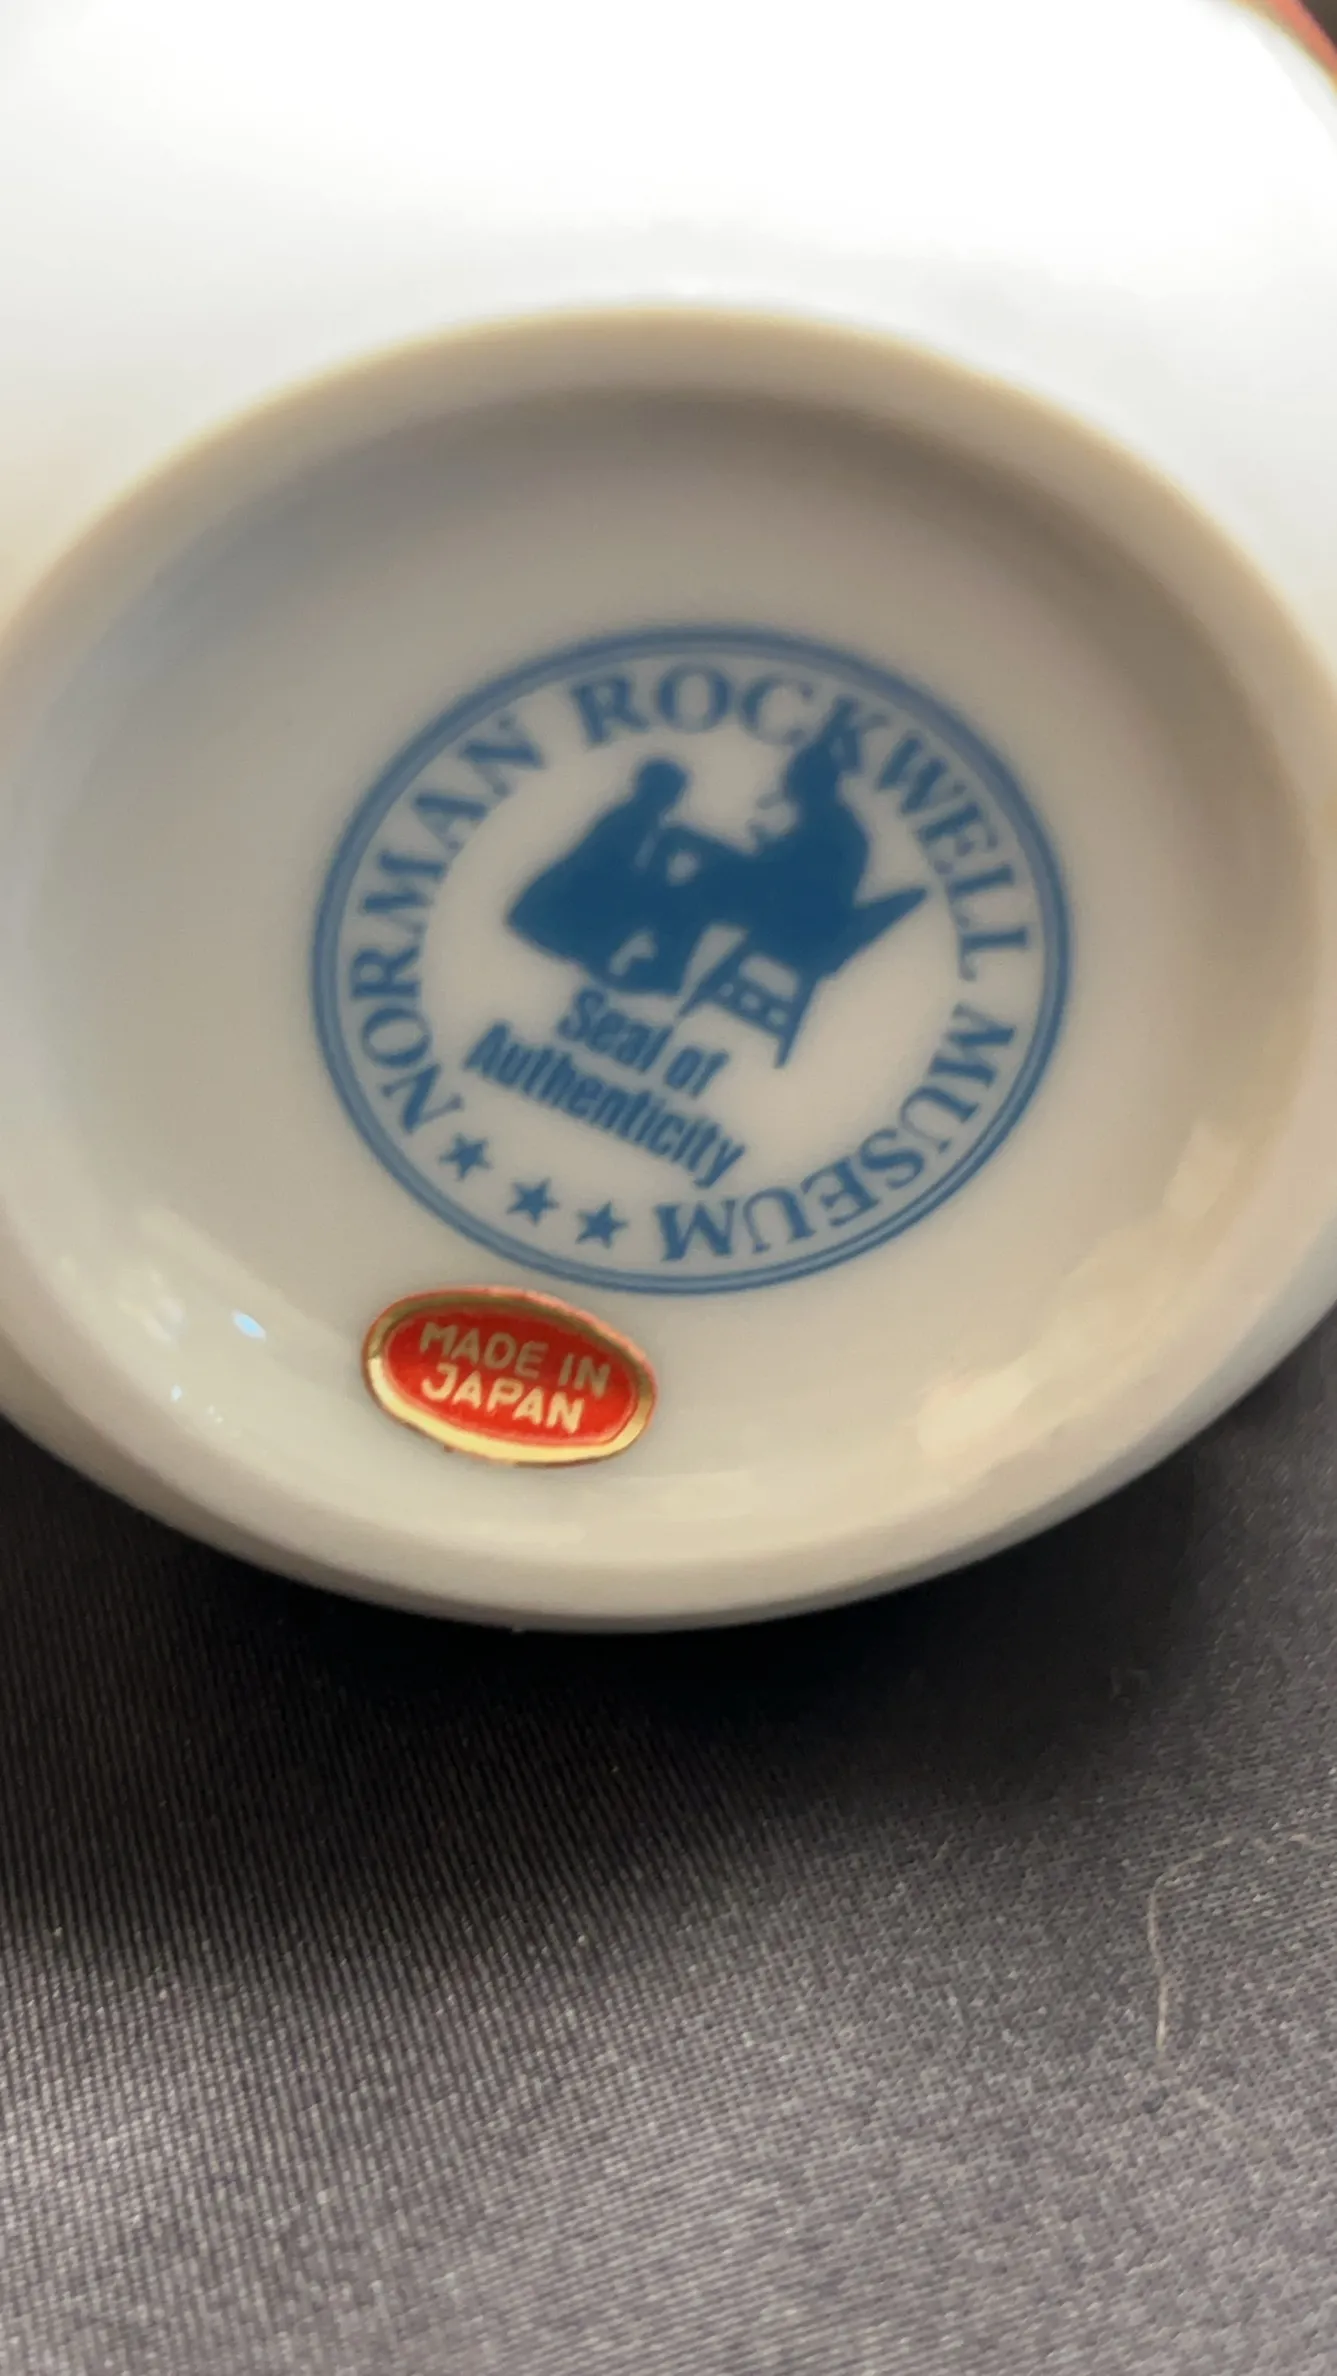 NORMAN ROCKWELL MUSEUM
Seal of
Authenticity
MADE IN
JAPAN